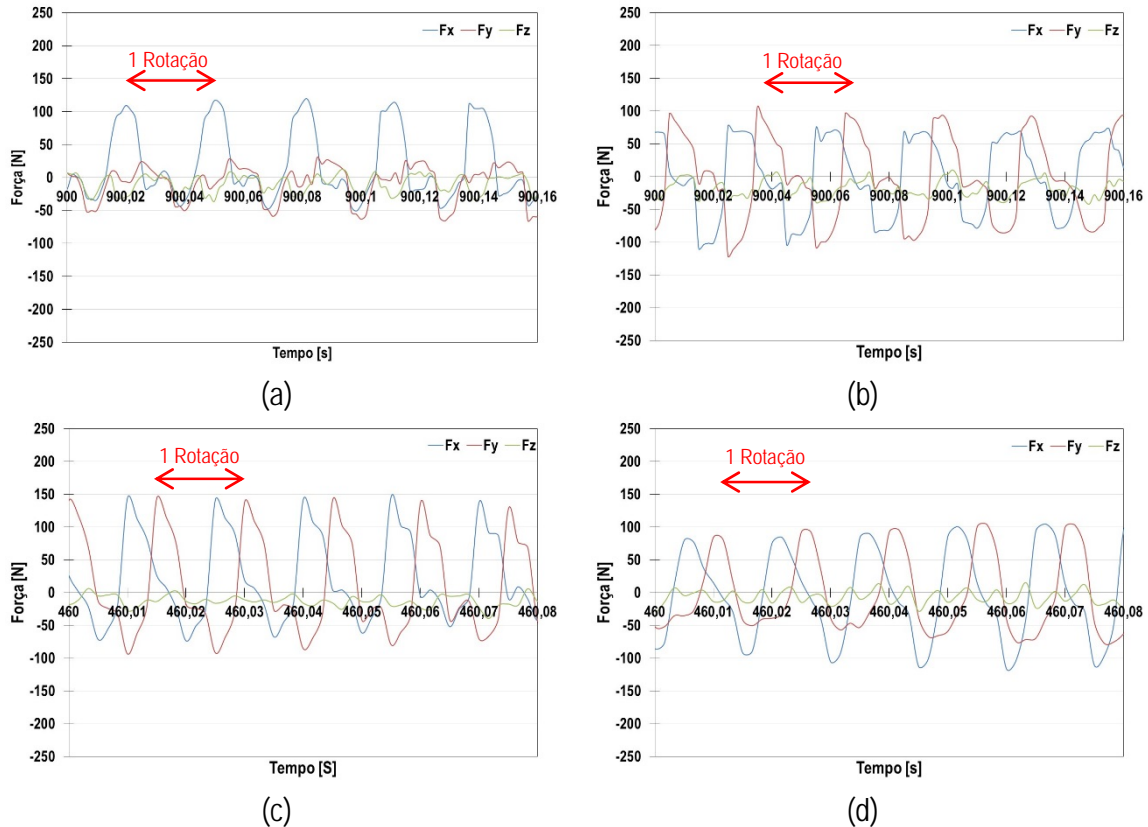 250
200
150
100
50
0
-50
-100
-150
-200
-250
Força [N]
Fx Fy Fz
1 Rotação
900 900,02 900,04 900,06 900,08 900,1 900,12 900,14 900,16
Tempo [s]
(a)
250
200
150
100
50
0
-50
-100
-150
-200
-250
Força [N]
Fx Fy Fz
1 Rotação
900 900,02 900,04 900,06 900,08 900,1 900,12 900,14 900,16
Tempo [s]
(b)
250
200
150
100
50
0
-50
-100
-150
-200
-250
Força [N]
Fx Fy Fz
1 Rotação
460 460,01 460,02 460,03 460,04 460,05 460,06 460,07 460,08
Tempo [S]
(c)
250
200
150
100
50
0
-50
-100
-150
-200
-250
Força [N]
Fx Fy Fz
1 Rotação
460 460,01 460,02 460,03 460,04 460,05 460,06 460,07 460,08
Tempo [s]
(d)